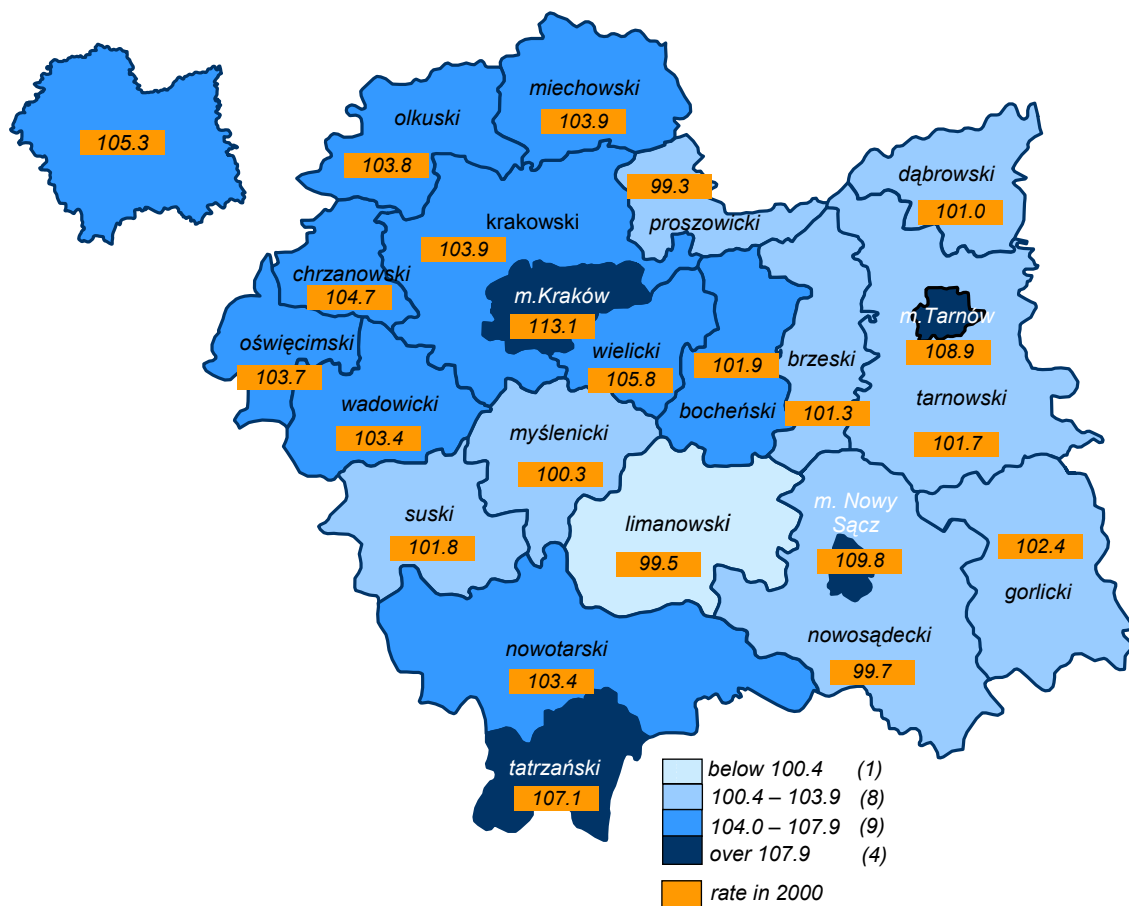 miechowski
103.9
olkuski
103.8
105.3
99.3
proszowicki
dąbrowski
101.0
krakowski
103.9
chrzanowski
104.7
m.Kraków
113.1
m.Tarnów
108.9
oświęcimski
103.7
wielicki
105.8
101.9
bocheński
brzeski
101.3
tarnowski
101.7
wadowicki
103.4
myślenicki
100.3
suski
101.8
limanowski
99.5
m. Nowy
Sącz
109.8
102.4
gorlicki
nowotarski
103.4
nowosądecki
99.7
tatrzański
107.1
below 100.4 (1)
100.4 – 103.9 (8)
104.0 – 107.9 (9)
over 107.9 (4)
rate in 2000